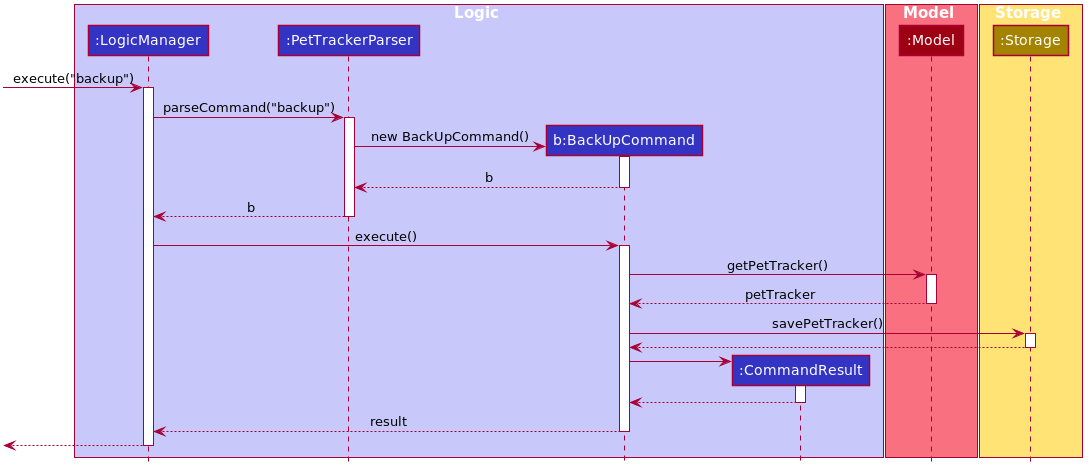 Logic
Model
Storage
:LogicManager
:PetTrackerParser
:Model
:Storage
execute("backup")
parseCommand("backup")
new BackUpCommand()
b:BackUpCommand
b
b
execute()
getPetTracker()
petTracker
savePetTracker()
:CommandResult
result